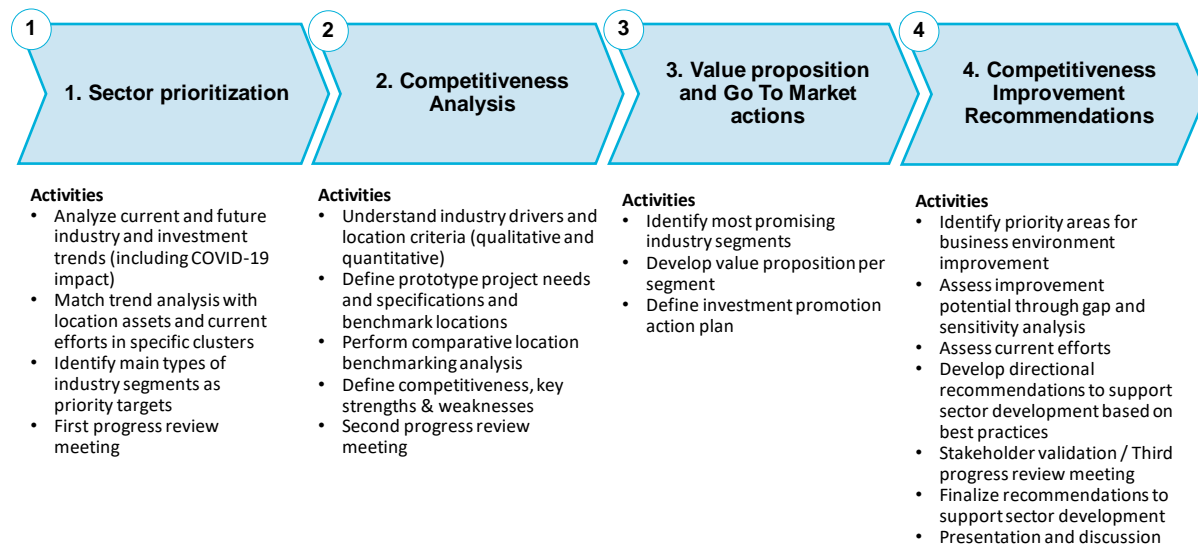 1
1. Sector prioritization
Activities
• Analyze current and future
industry and investment
trends (including COVID-19
impact)
• Match trend analysis with
location assets and current
efforts in specific clusters
• Identify main types of
industry segments as
priority targets
• First progress review
meeting
2
2. Competitiveness
Analysis
Activities
• Understand industry drivers and
location criteria (qualitative and
quantitative)
• Define prototype project needs
and specifications and
benchmark locations
• Perform comparative location
benchmarking analysis
• Define competitiveness, key
strengths & weaknesses
• Second progress review
meeting
3
3. Value proposition
and Go To Market
actions
Activities
• Identify most promising
industry segments
• Develop value proposition per
segment
• Define investment promotion
action plan
4
4. Competitiveness
Improvement
Recommendations
Activities
• Identify priority areas for
business environment
improvement
• Assess improvement
potential through gap and
sensitivity analysis
• Assess current efforts
• Develop directional
recommendations to support
sector development based on
best practices
• Stakeholder validation / Third
progress review meeting
• Finalize recommendations to
support sector development
• Presentation and discussion